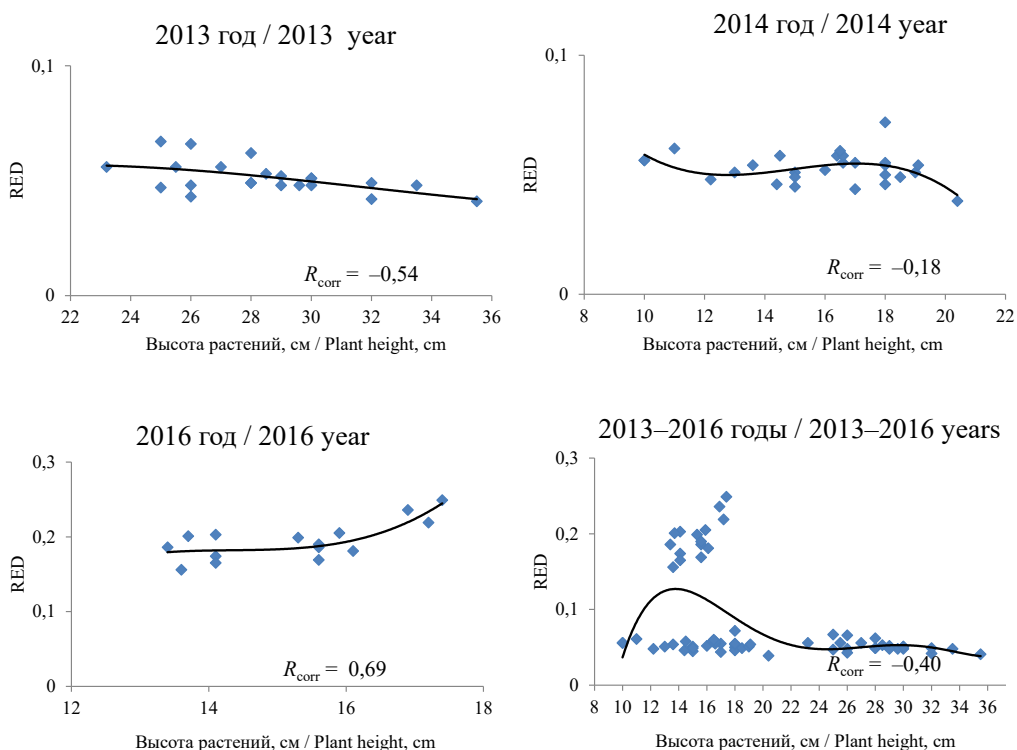 2013 год / 2013 year
0,1
RED
R corr = –0,54
0
22 24 26 28 30 32 34 36
Высота растений, см / Plant height, cm
2014 год / 2014 year
0,1
RED
R corr = –0,18
0
8 10 12 14 16 18 20 22
Высота растений, см / Plant height, cm
2016 год / 2016 year
0,3
0,2
RED
0,1
R corr = 0,69
0
12 14 16 18
Высота растений, см / Plant height, cm
2013–2016 годы / 2013–2016 years
0,3
0,2
RED
0,1
R corr = –0,40
0
8 10 12 14 16 18 20 22 24 26 28 30 32 34 36
Высота растений, см / Plant height, cm